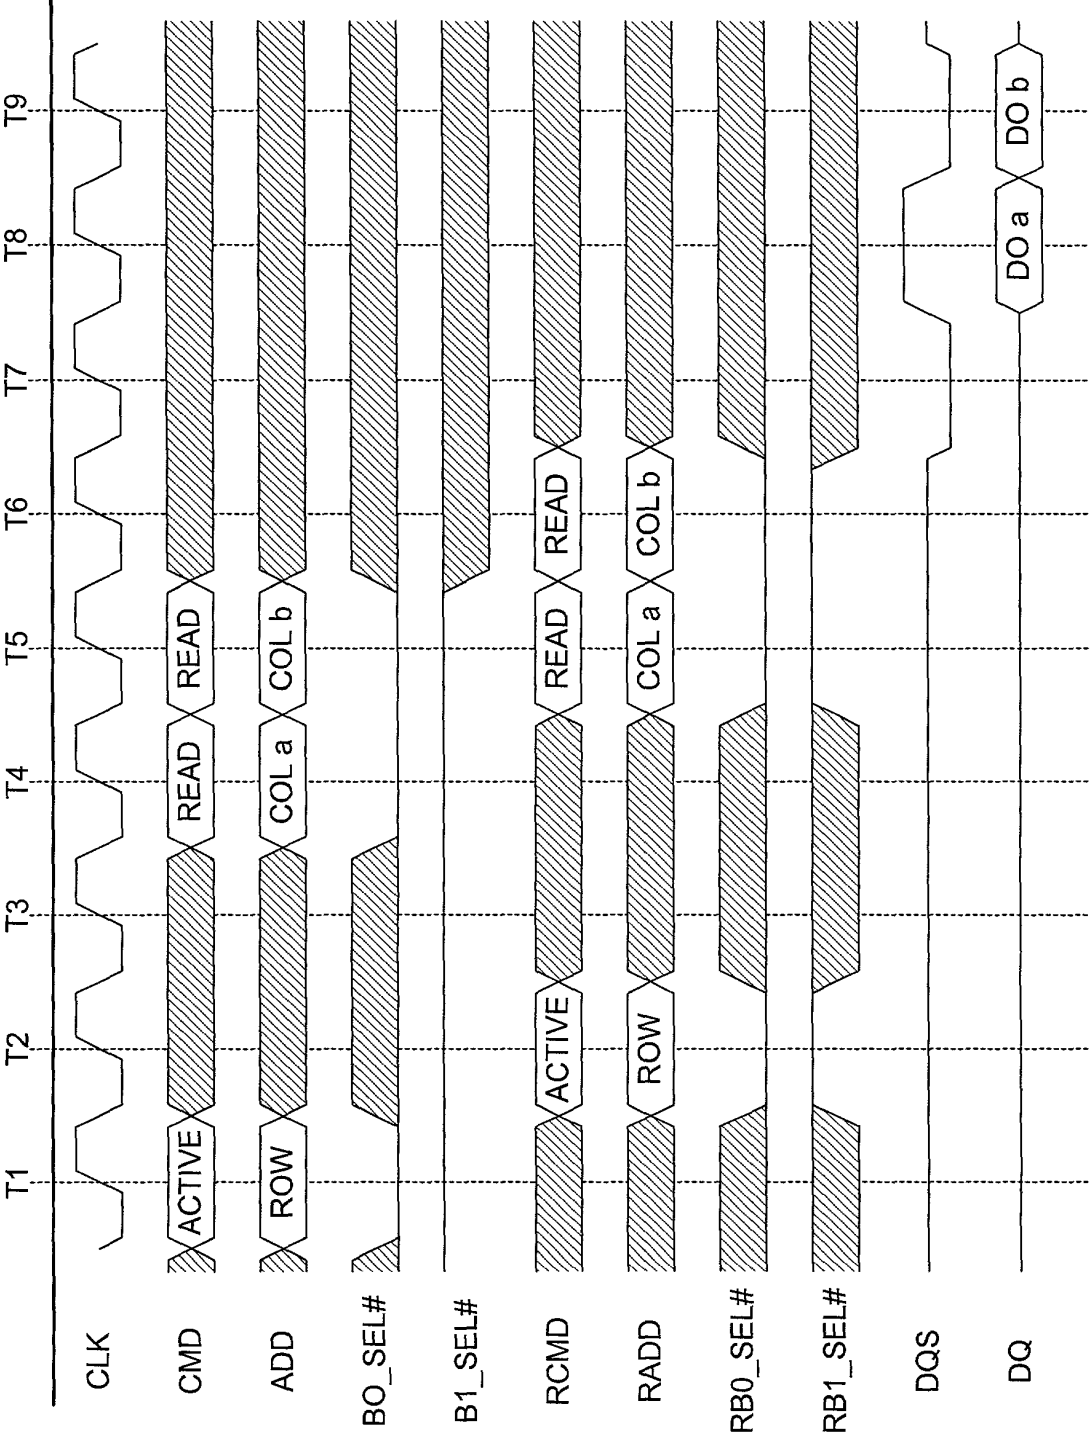 T1 T2 T3 T4 T5 T6 T7 T8 T9
CLK
CMD ACTIVE READ READ
ADD ROW COL a COL b
BO_SEL#
B1_SEL#
RCMD ACTIVE READ READ
RADD ROW COL a COL b
RB0_SEL#
RB1_SEL#
DQS
DQ DO a DO b